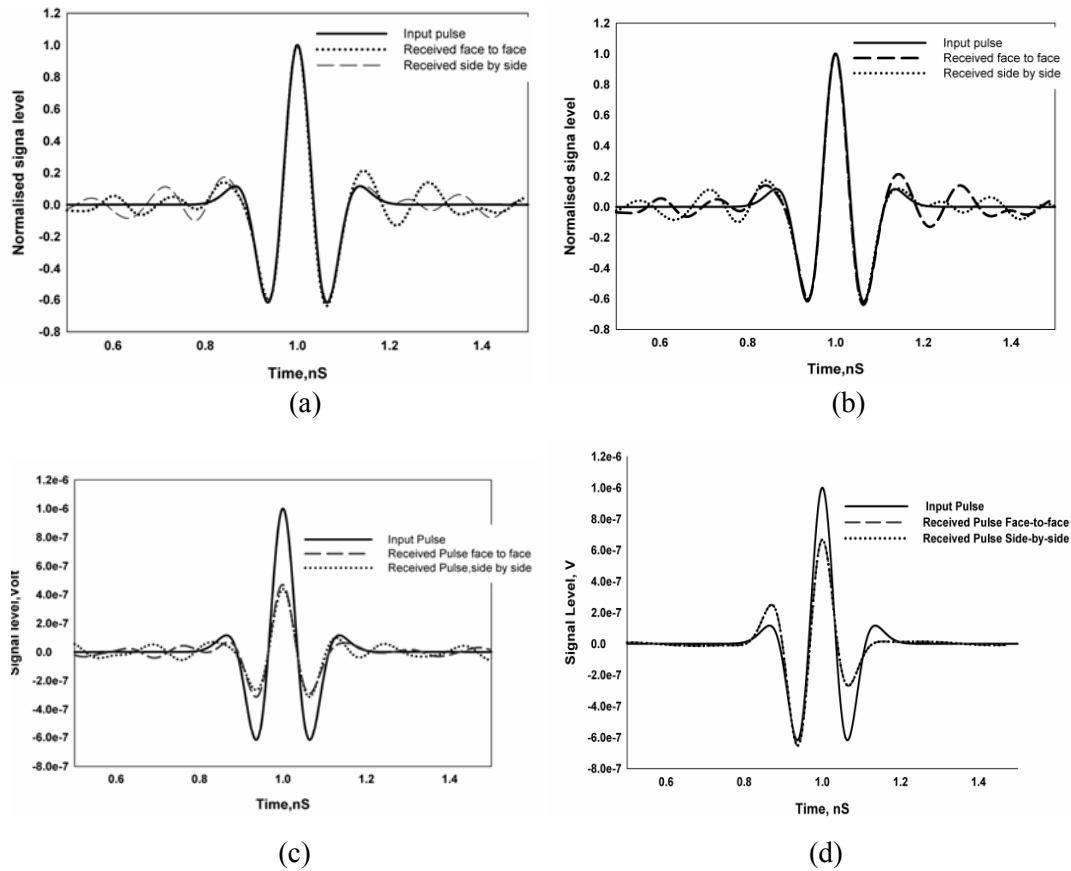 1.2
1.0
0.8
0.6
0.4
0.2
0.0
-0.2
-0.4
-0.6
-0.8
Normalised signa level
Input pulse
Received face to face
Received side by side
0.6 0.8 1.0 1.2 1.4
Time,nS
(a)
1.2
1.0
0.8
0.6
0.4
0.2
0.0
-0.2
-0.4
-0.6
-0.8
Normalised signa level
Input pulse
Received face to face
Received side by side
0.6 0.8 1.0 1.2 1.4
Time,nS
(b)
1.2e-6
1.0e-6
8.0e-7
6.0e-7
4.0e-7
2.0e-7
0.0
-2.0e-7
-4.0e-7
-6.0e-7
-8.0e-7
Signal level,volt
Input Pulse
Received Pulse face to face
Received Pulse,side by side
0.6 0.8 1.0 1.2 1.4
Time,nS
(c)
1.2e-6
1.0e-6
8.0e-7
6.0e-7
4.0e-7
2.0e-7
0.0
-2.0e-7
-4.0e-7
-6.0e-7
-8.0e-7
Signal Level, V
Input Pulse
Received Pulse Face-to-face
Received Pulse Side-by-side
0.6 0.8 1.0 1.2 1.4
Time, nS
(d)